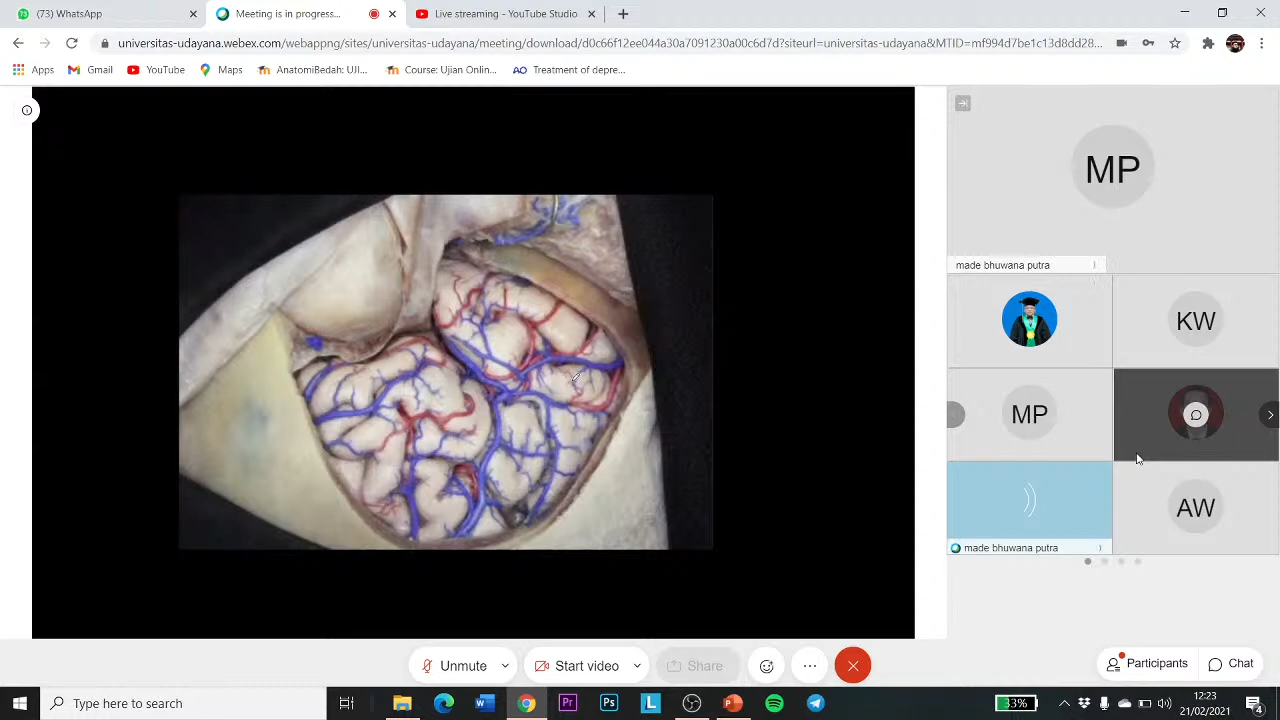 (73) WhatsApp
Meeting is in progress...
Live streaming - YouTube Studio
universitas-udayana.webex.com/webappng/sites/universitas-udayana/meeting/download/d0c66f12ee044a30a7091230a00c6d7d?siteurl=universitas-udayana&MTID=mf994d7be1c13d8dd28...
Apps
Gmail
YouTube
Maps
AnatomiBedah: UJI...
Course: Ujian Onlin...
Treatment of depre...
MP
made bhuwana putra
KW
MP
made bhuwana putra
AW
Unmute
Start video
Share
Participants
Chat
Type here to search
33%
12:23
21/02/2021